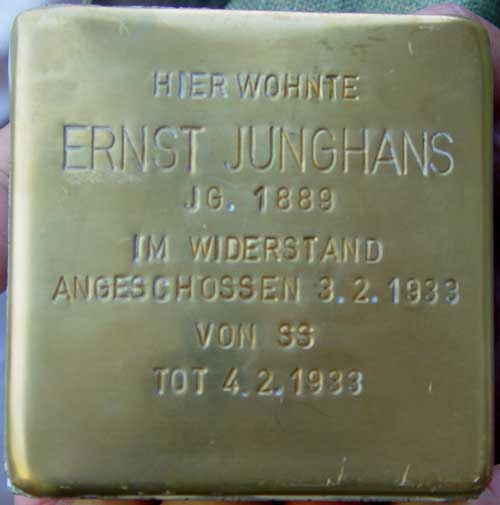 HIER WOHNTE
ERNST JUNGHANS
JG. 1889
IM WIDERSTAND
ANGESCHOSSEN 3.2.1933
VON SS
TOT 4.2.1933